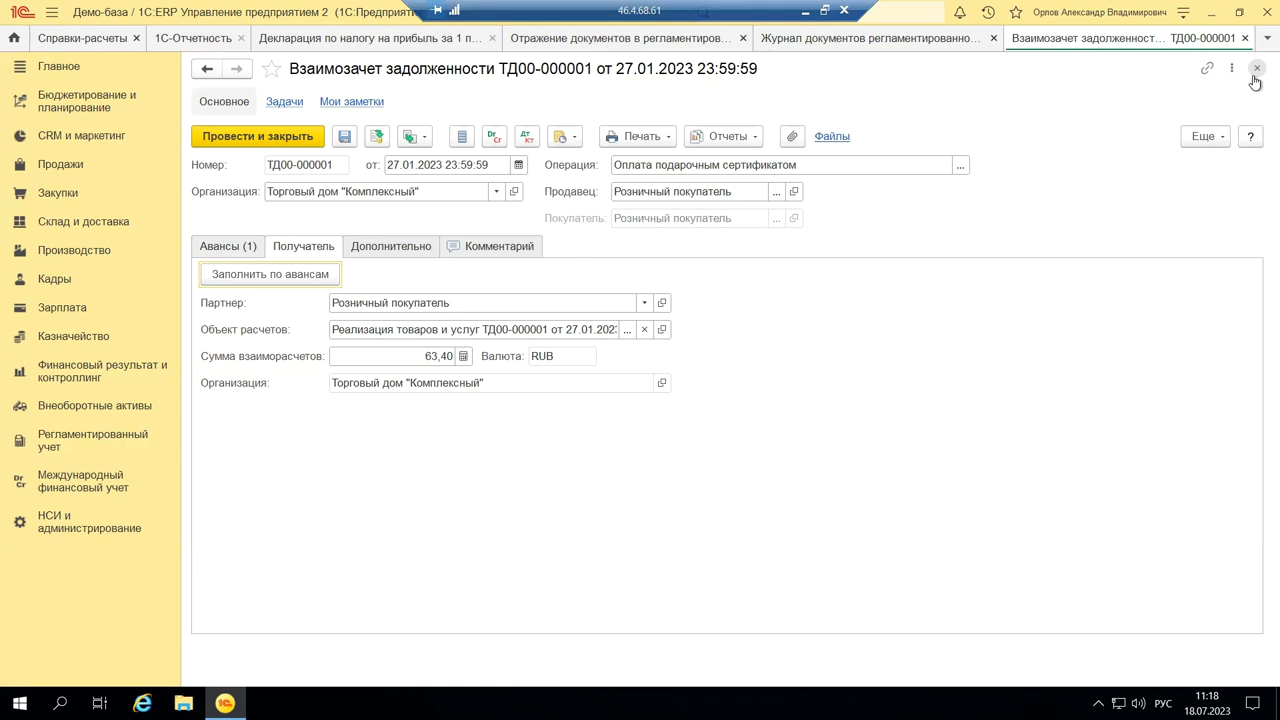 Демо-база / 1С:ERP Управление предприятием 2 (1С:Предприяти
46.4.68.61
Орлов Александр Владимирович
Справки-расчеты
1С-Отчетность
Декларация по налогу на прибыль за 1 п...
Отражение документов в регламентиров...
Журнал документов регламентированно...
Взаимозачет задолженност... ТД00-000001
Главное
Бюджетирование и
планирование
CRM и маркетинг
Продажи
Закупки
Склад и доставка
Производство
Кадры
Зарплата
Казначейство
Финансовый результат и
контроллинг
Внеоборотные активы
Регламентированный
учет
Международный
финансовый учет
НСИ и
администрирование
Взаимозачет задолженности ТД00-000001 от 27.01.2023 23:59:59
Основное Задачи Мои заметки
Провести и закрыть Печать Отчеты Файлы Еще ?
Номер: ТД00-000001 от: 27.01.2023 23:59:59 Операция: Оплата подарочным сертификатом
Организация: Торговый дом "Комплексный" Продавец: Розничный покупатель
Покупатель: Розничный покупатель
Авансы (1) Получатель Дополнительно Комментарий
Заполнить по авансам
Партнер: Розничный покупатель
Объект расчетов: Реализация товаров и услуг ТД00-000001 от 27.01.202
Сумма взаиморасчетов: 63,40 Валюта: RUB
Организация: Торговый дом "Комплексный"
РУС
11:18
18.07.2023